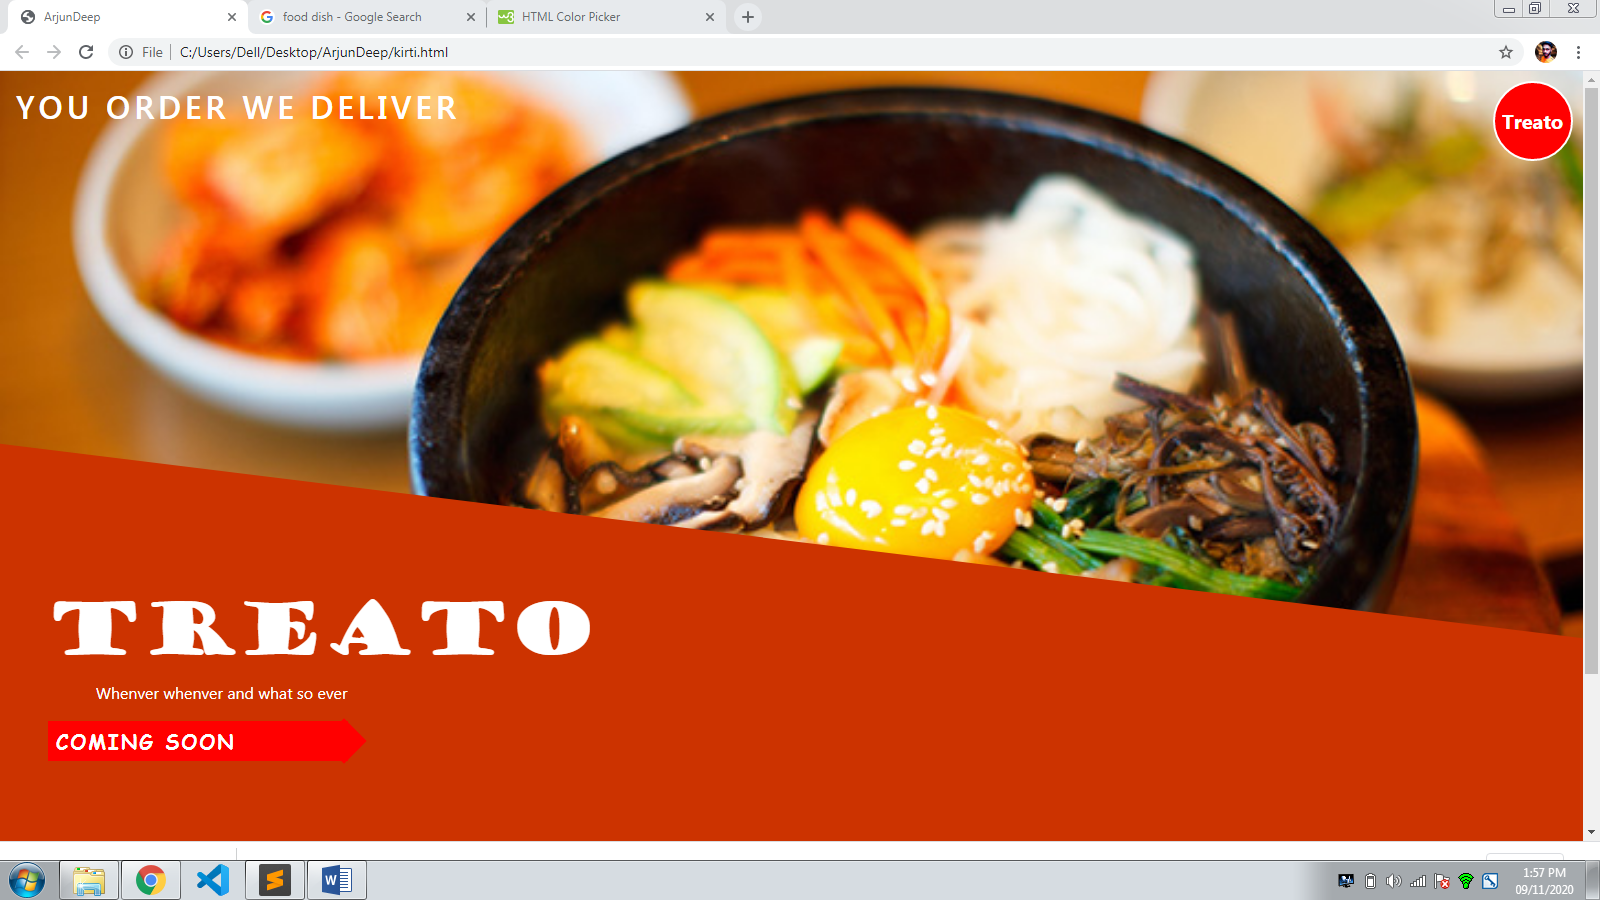 ArjunDeep
food dish - Google Search
HTML Color Picker
File
C:/Users/Dell/Desktop/ArjunDeep/kirti.html
YOU ORDER WE DELIVER
Treato
TREATO
Whenver whenver and what so ever
COMING SOON
1:57 PM
09/11/2020